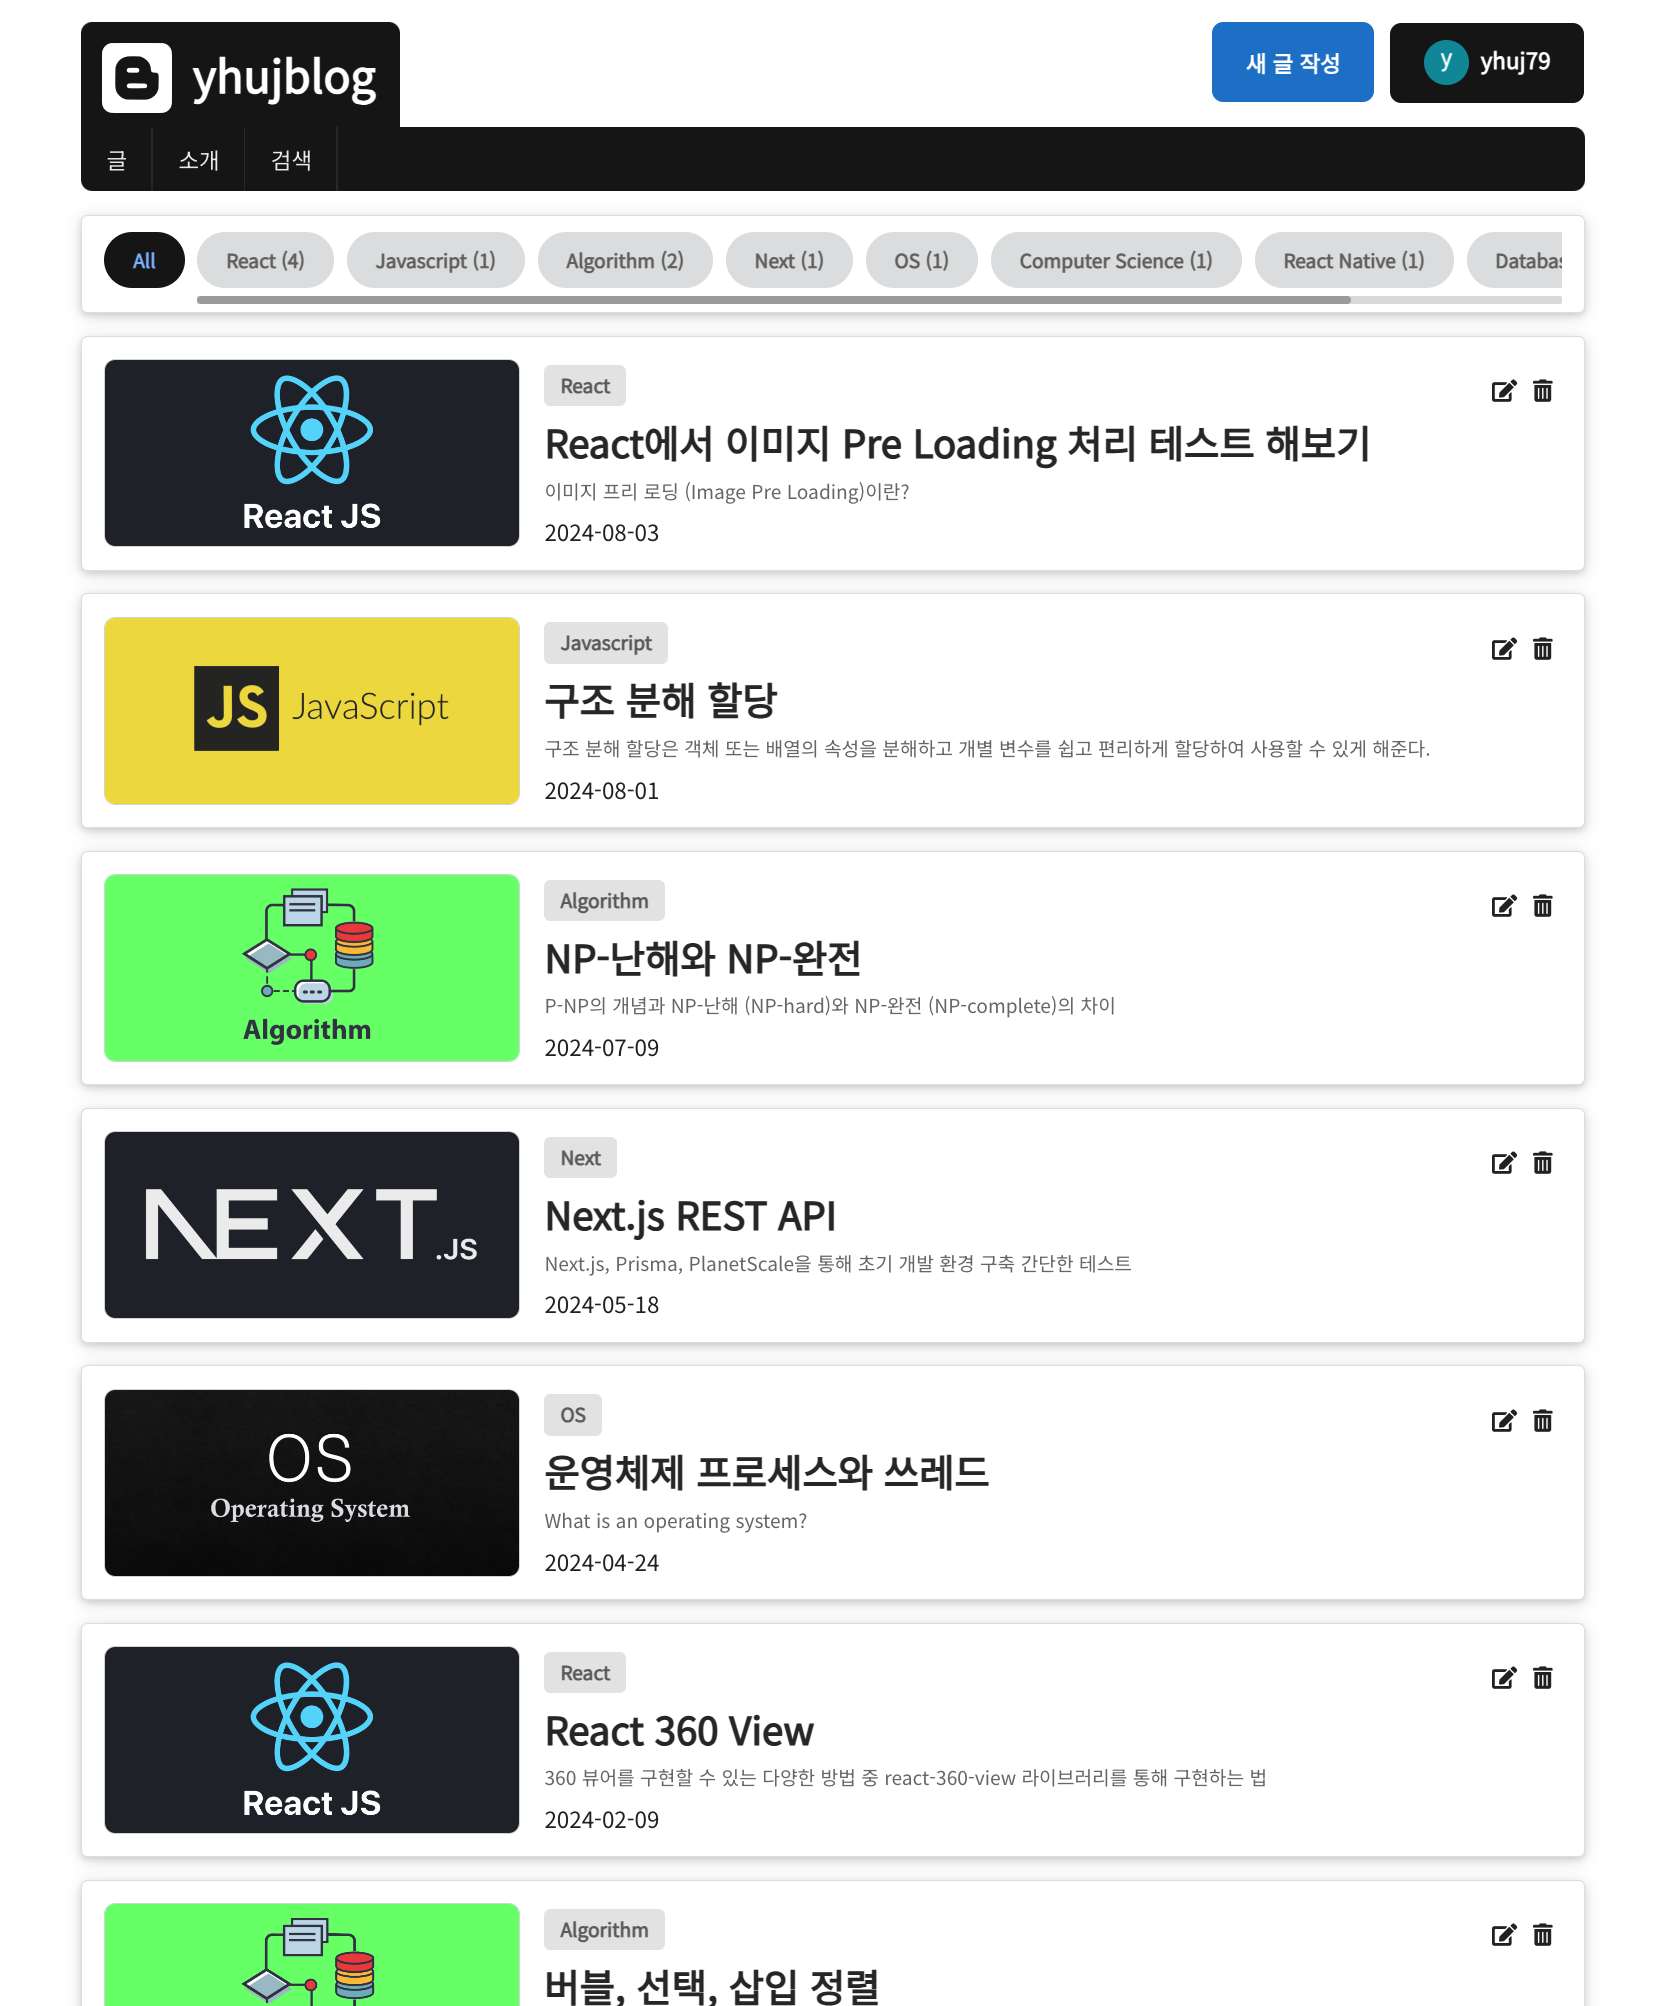 yhujblog
새 글 작성
y yhuj79
글 소개 검색
All React (4) Javascript (1) Algorithm (2) Next (1) OS (1) Computer Science (1) React Native (1)
React JS
React
React에서 이미지 Pre Loading 처리 테스트 해보기
이미지 프리 로딩 (Image Pre Loading)이란?
2024-08-03
JS JavaScript
Javascript
구조 분해 할당
구조 분해 할당은 객체 또는 배열의 속성을 분해하고 개별 변수를 쉽고 편리하게 할당하여 사용할 수 있게 해준다.
2024-08-01
Algorithm
Algorithm
NP-난해와 NP-완전
P-NP의 개념과 NP-난해 (NP-hard)와 NP-완전 (NP-complete)의 차이
2024-07-09
NEXT.JS
Next
Next.js REST API
Next.js, Prisma, PlanetScale을 통해 초기 개발 환경 구축 간단한 테스트
2024-05-18
OS
Operating System
OS
운영체제 프로세스와 쓰레드
What is an operating system?
2024-04-24
React JS
React
React 360 View
360 뷰어를 구현할 수 있는 다양한 방법 중 react-360-view 라이브러리를 통해 구현하는 법
2024-02-09
Algorithm
버블, 선택, 삽입 정렬